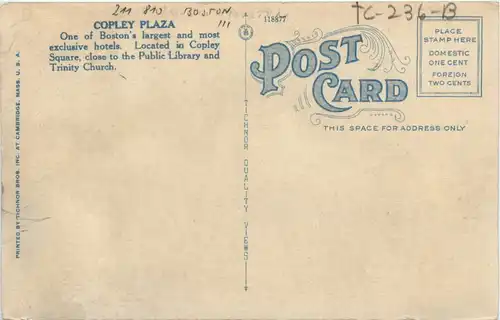 211 810 BOSTON
!!!
COPLEY PLAZA
One of Boston's largest and most
exclusive hotels. Located in Copley
Square, close to the Public Library and
Trinity Church.
PRINTED BY TICHNOR BROS. INC. AT CAMBRIDGE, MASS. U. S. A.
TICHNOR QUALITY VIEWS
118877
TC-236-B
POST
CARD
THIS SPACE FOR ADDRESS ONLY
PLACE
STAMP HERE
DOMESTIC
ONE CENT
FOREIGN
TWO CENTS